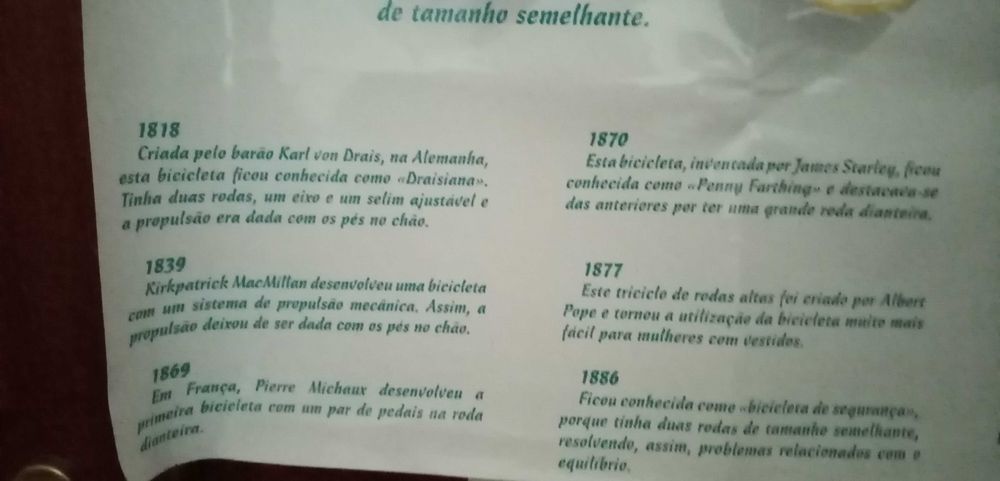 de tamanho semelhante.
1818
Criada pelo barão Karl von Drais, na Alemanha,
esta bicicleta ficou conhecida como «Draisiana».
Tinha duas rodas, um eixo e um selim ajustável e
a propulsão era dada com os pés no chão.
1839
Kirkpatrick MacMillan desenvolveu uma bicicleta
com um sistema de propulsão mecânica. Assim, a
propulsão deixou de ser dada com os pés no chão.
1869
Em França, Pierre Michaux desenvolveu a
primeira bicicleta com um par de pedais na roda
dianteira.
1870
Esta bicicleta, inventada por James Starley, ficou
conhecida como «Penny Farthing» e destacava-se
das anteriores por ter uma grande roda dianteira.
1877
Este triciclo de rodas altas foi criado por Albert
Pope e tornou a utilização da bicicleta muito mais
fácil para mulheres com vestidos.
1886
Ficou conhecida como «bicicleta de segurança»,
porque tinha duas rodas de tamanho semelhante,
resolvendo, assim, problemas relacionados com o
equilíbrio.